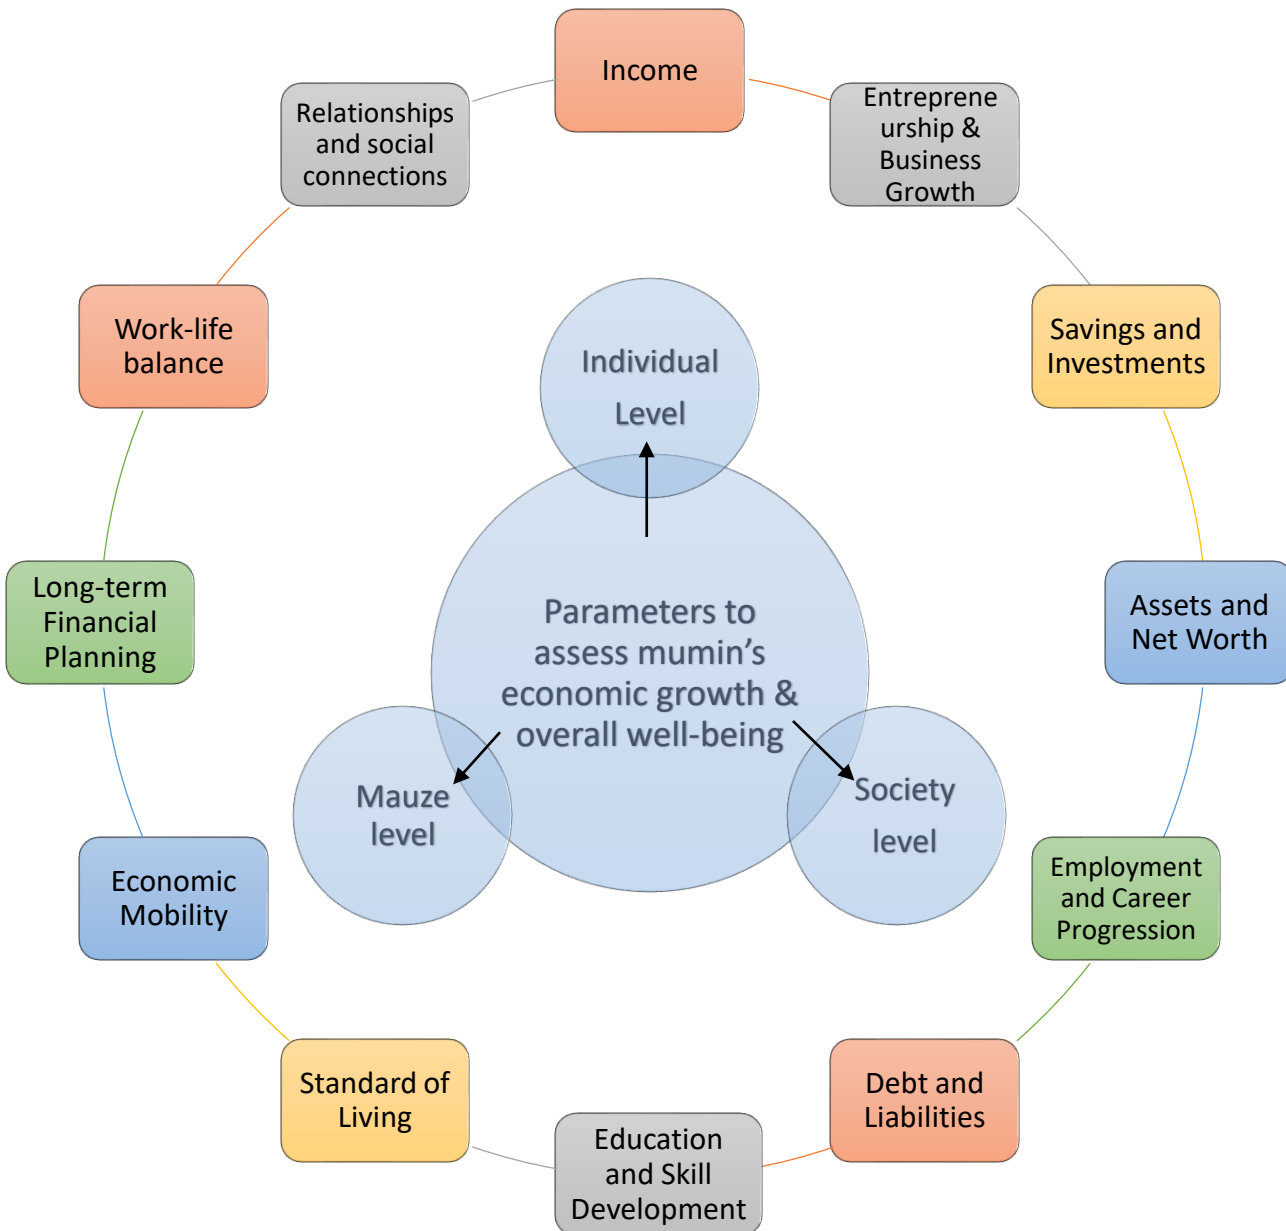 Income
Entreprene
urship &
Business
Growth
Savings and
Investments
Assets and
Net Worth
Employment
and Career
Progression
Debt and
Liabilities
Education
and Skill
Development
Standard of
Living
Economic
Mobility
Long-term
Financial
Planning
Work-life
balance
Relationships
and social
connections
Individual
Level
Parameters to
assess mumin’s
economic growth &
overall well-being
Mauze
level
Society
level